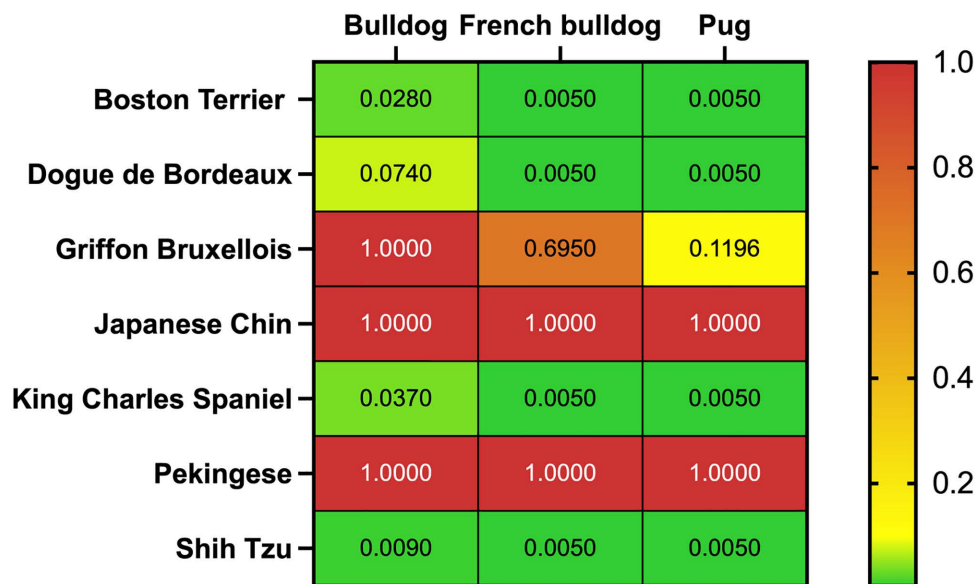 Bulldog French bulldog Pug
Boston Terrier 0.0280 0.0050 0.0050
Dogue de Bordeaux 0.0740 0.0050 0.0050
Griffon Bruxellois 1.0000 0.6950 0.1196
Japanese Chin 1.0000 1.0000 1.0000
King Charles Spaniel 0.0370 0.0050 0.0050
Pekingese 1.0000 1.0000 1.0000
Shih Tzu 0.0090 0.0050 0.0050
1.0
0.8
0.6
0.4
0.2